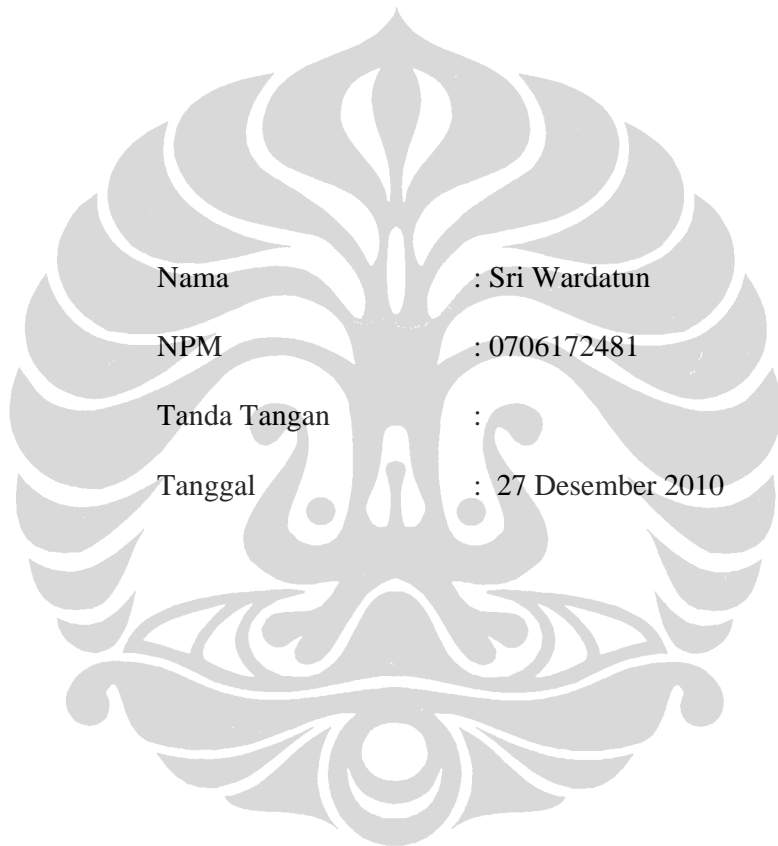 Nama : Sri Wardatun
NPM : 0706172481
Tanda Tangan :
Tanggal : 27 Desember 2010